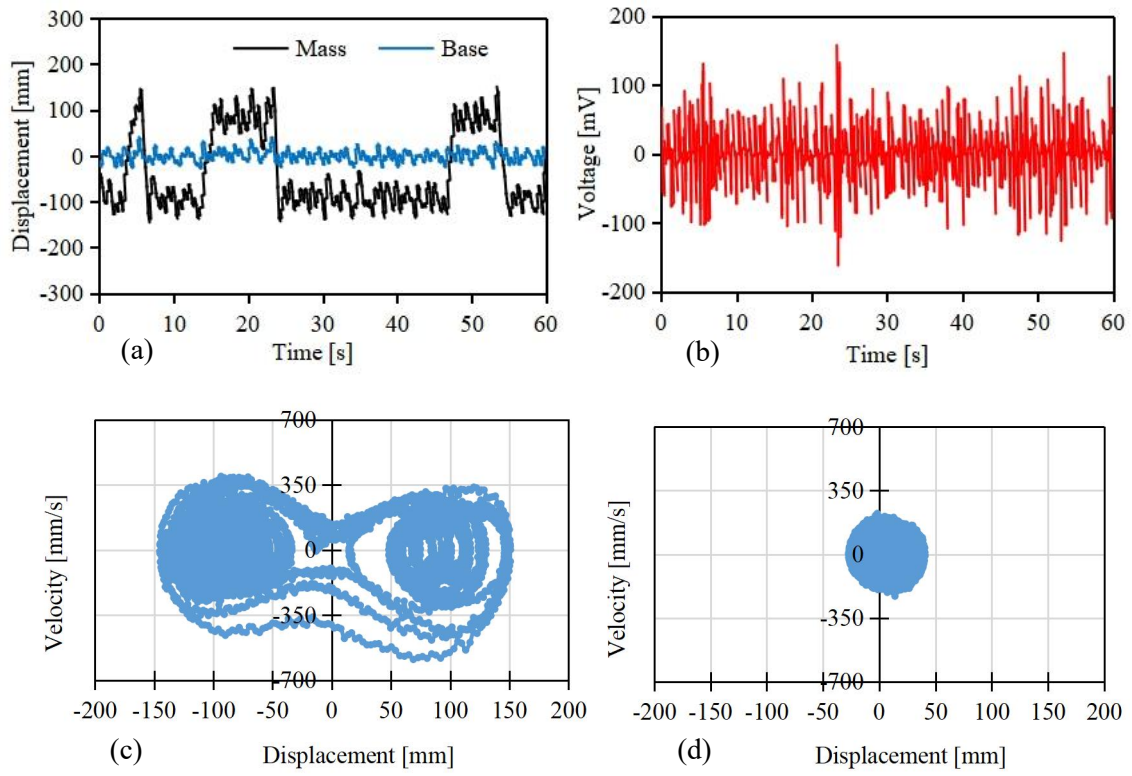 300
200
100
0
-100
-200
-300
Displacement [mm]
Mass
Base
0 10 20 30 40 50 60
Time [s]
(a)
200
100
0
-100
-200
Voltage [mV]
0 10 20 30 40 50 60
Time [s]
(b)
700
350
0
-350
-700
Velocity [mm/s]
-200 -150 -100 -50 0 50 100 150 200
Displacement [mm]
(c)
700
350
0
-350
-700
Velocity [mm/s]
-200 -150 -100 -50 0 50 100 150 200
Displacement [mm]
(d)